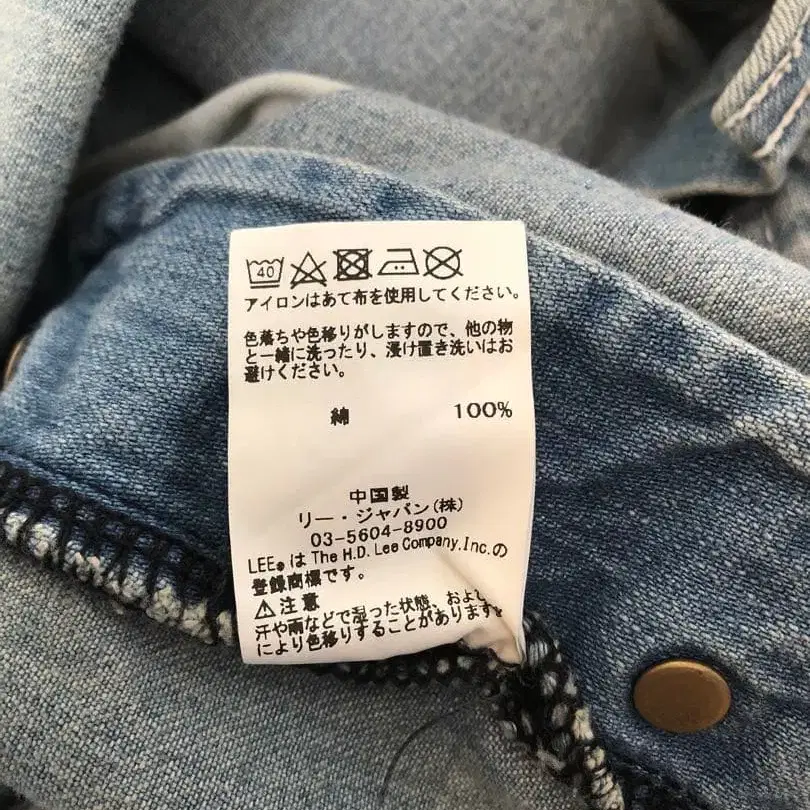 40
アイロンはあて布を使用してください。
色落ちや色移りがしますので、他の物
と一緒に洗ったり、浸け置き洗いはお
避けください。
綿 100%
中国製
リー・ジャパン(株)
03-5604-8900
LEE®は The H.D. Lee Company,Inc.の
登録商標です。
⚠注意
汗や雨などで湿った状態、およ
により色移りすることがあります